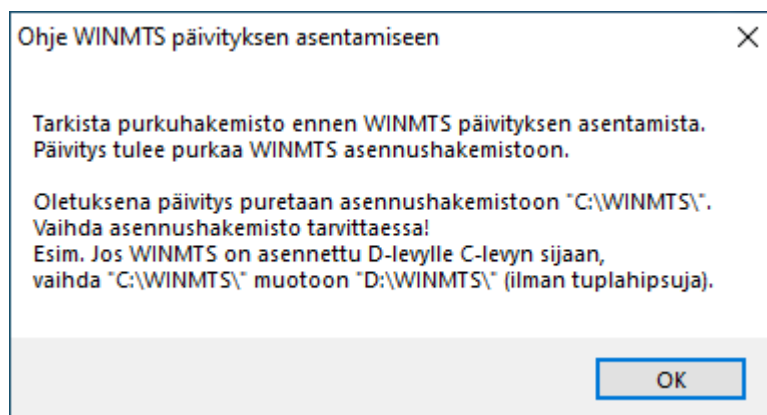 Ohje WINMTS päivityksen asentamiseen
Tarkista purkuhakemisto ennen WINMTS päivityksen asentamista.
Päivitys tulee purkaa WINMTS asennushakemistoon.
Oletuksena päivitys puretaan asennushakemistoon "C:\WINMTS\".
Vaihda asennushakemisto tarvittaessa!
Esim. Jos WINMTS on asennettu D-levylle C-levyn sijaan,
vaihda "C:\WINMTS\" muotoon "D:\WINMTS\" (ilman tuplahipsuja).
OK